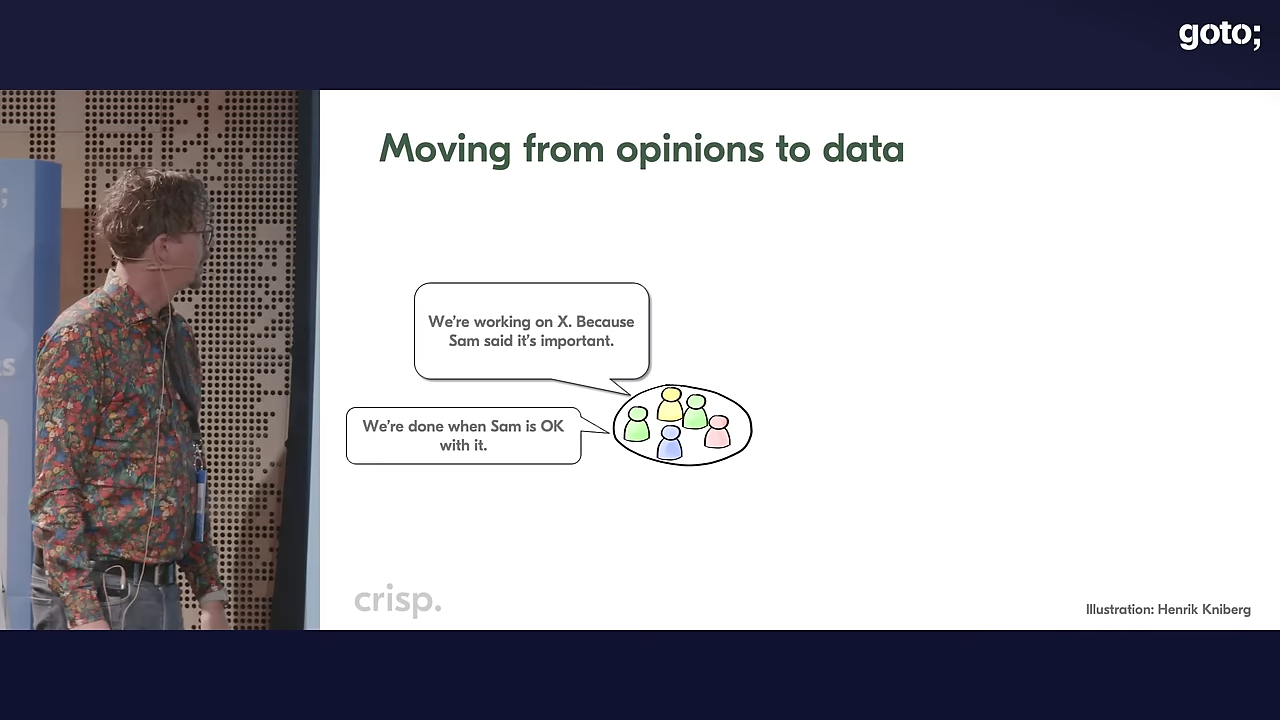 goto;
Moving from opinions to data
We're working on X. Because
Sam said it's important.
We're done when Sam is OK
with it.
crisp.
Illustration: Henrik Kniberg